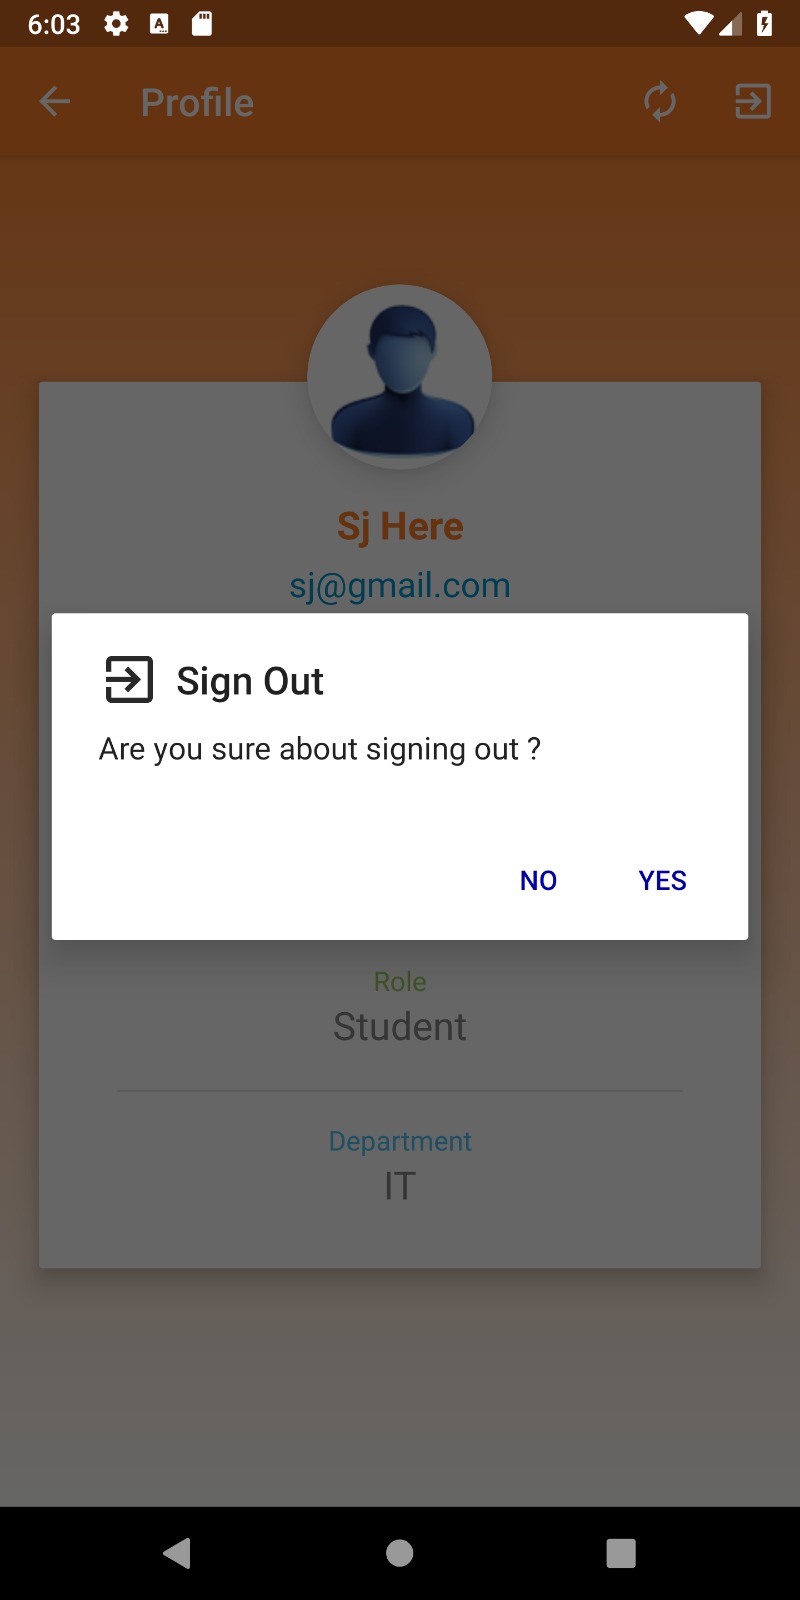 6:03
Profile
Sj Here
sj@gmail.com
Sign Out
Are you sure about signing out ?
NO YES
Role
Student
Department
IT